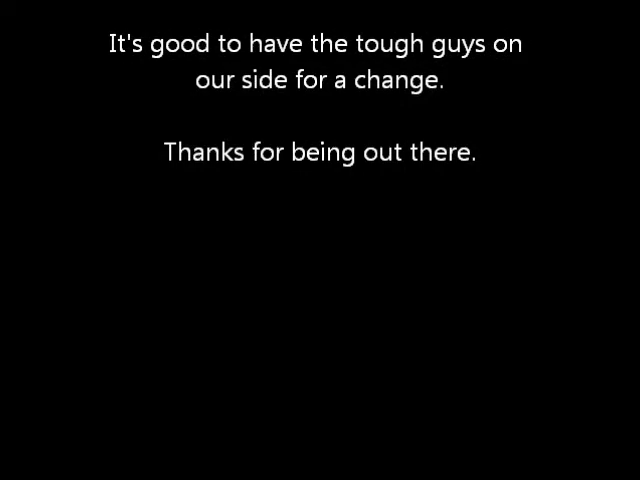 It's good to have the tough guys on
our side for a change.
Thanks for being out there.